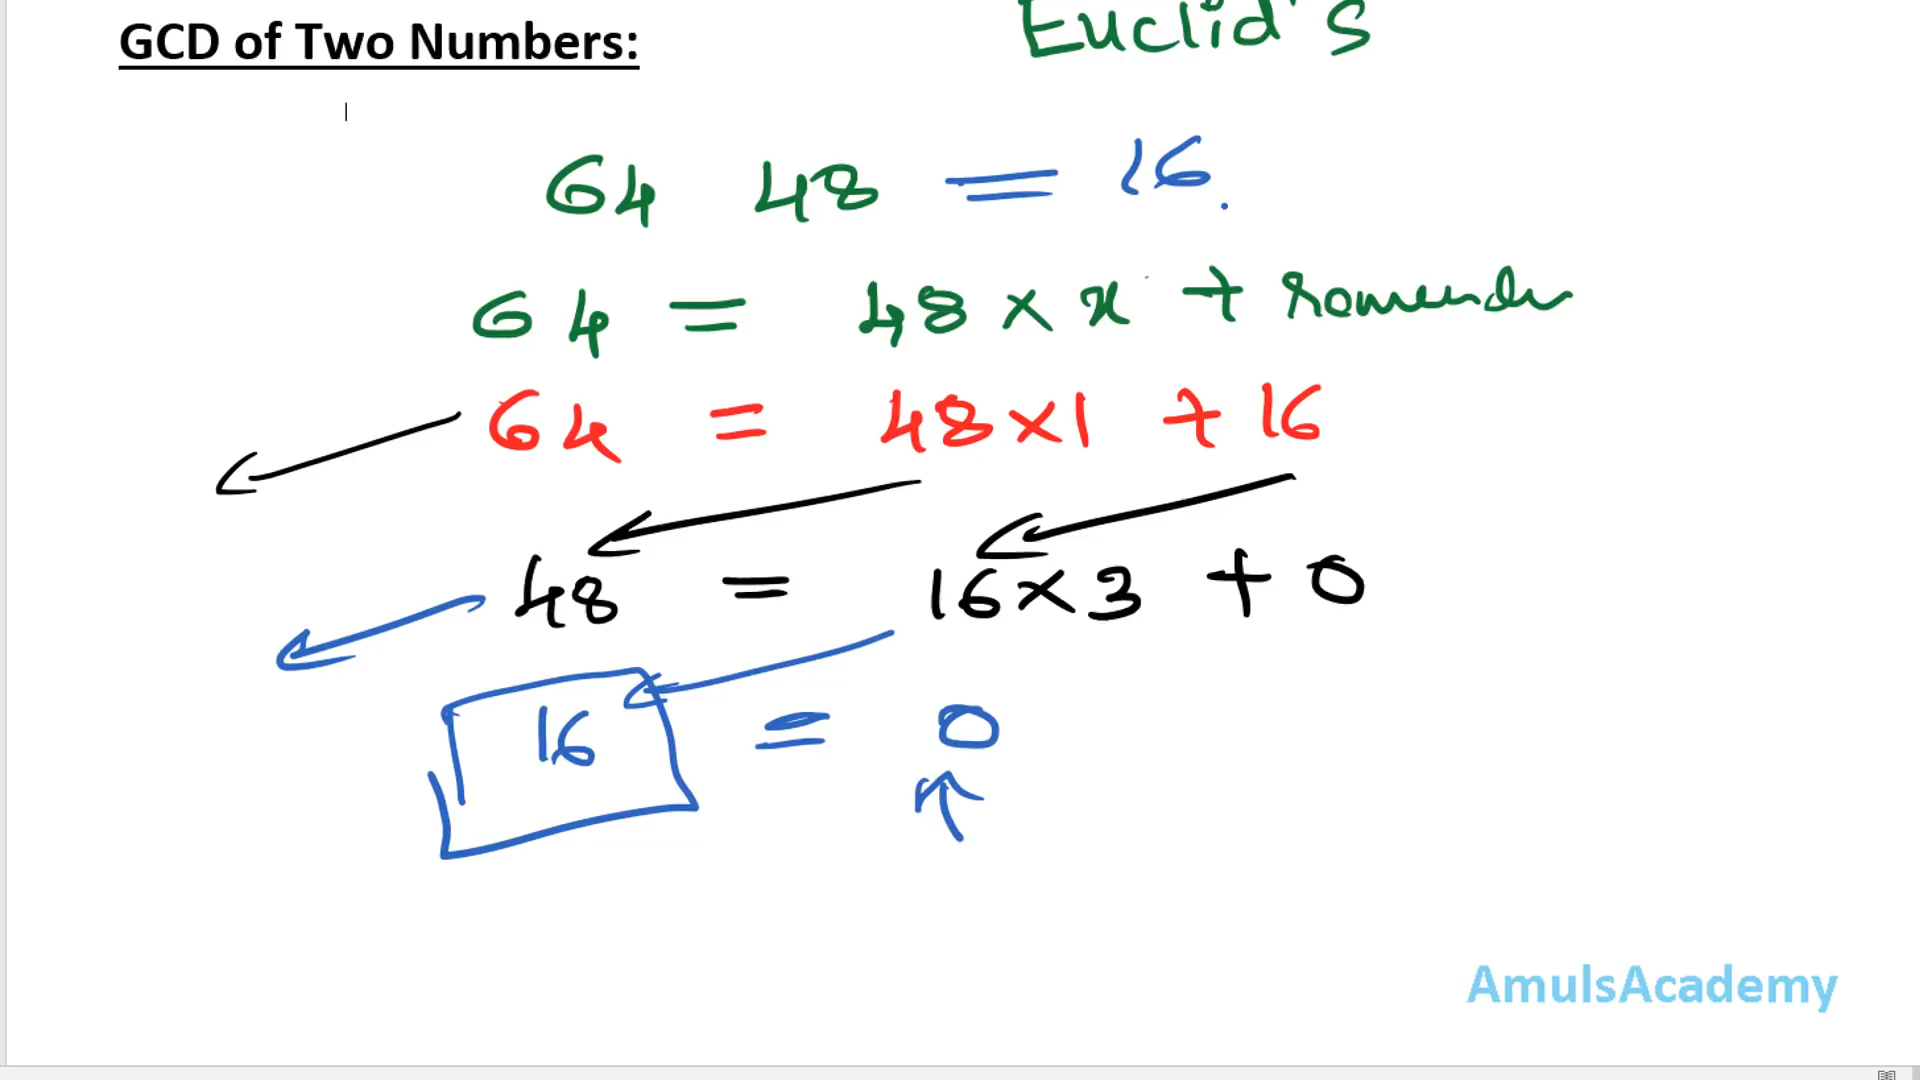 GCD of Two Numbers:
Euclid's
64 48 = 16.
64 = 48 × x +
64 = 48×1 + 16
48 = 16×3 + 0
16 = 0
AmulsAcademy